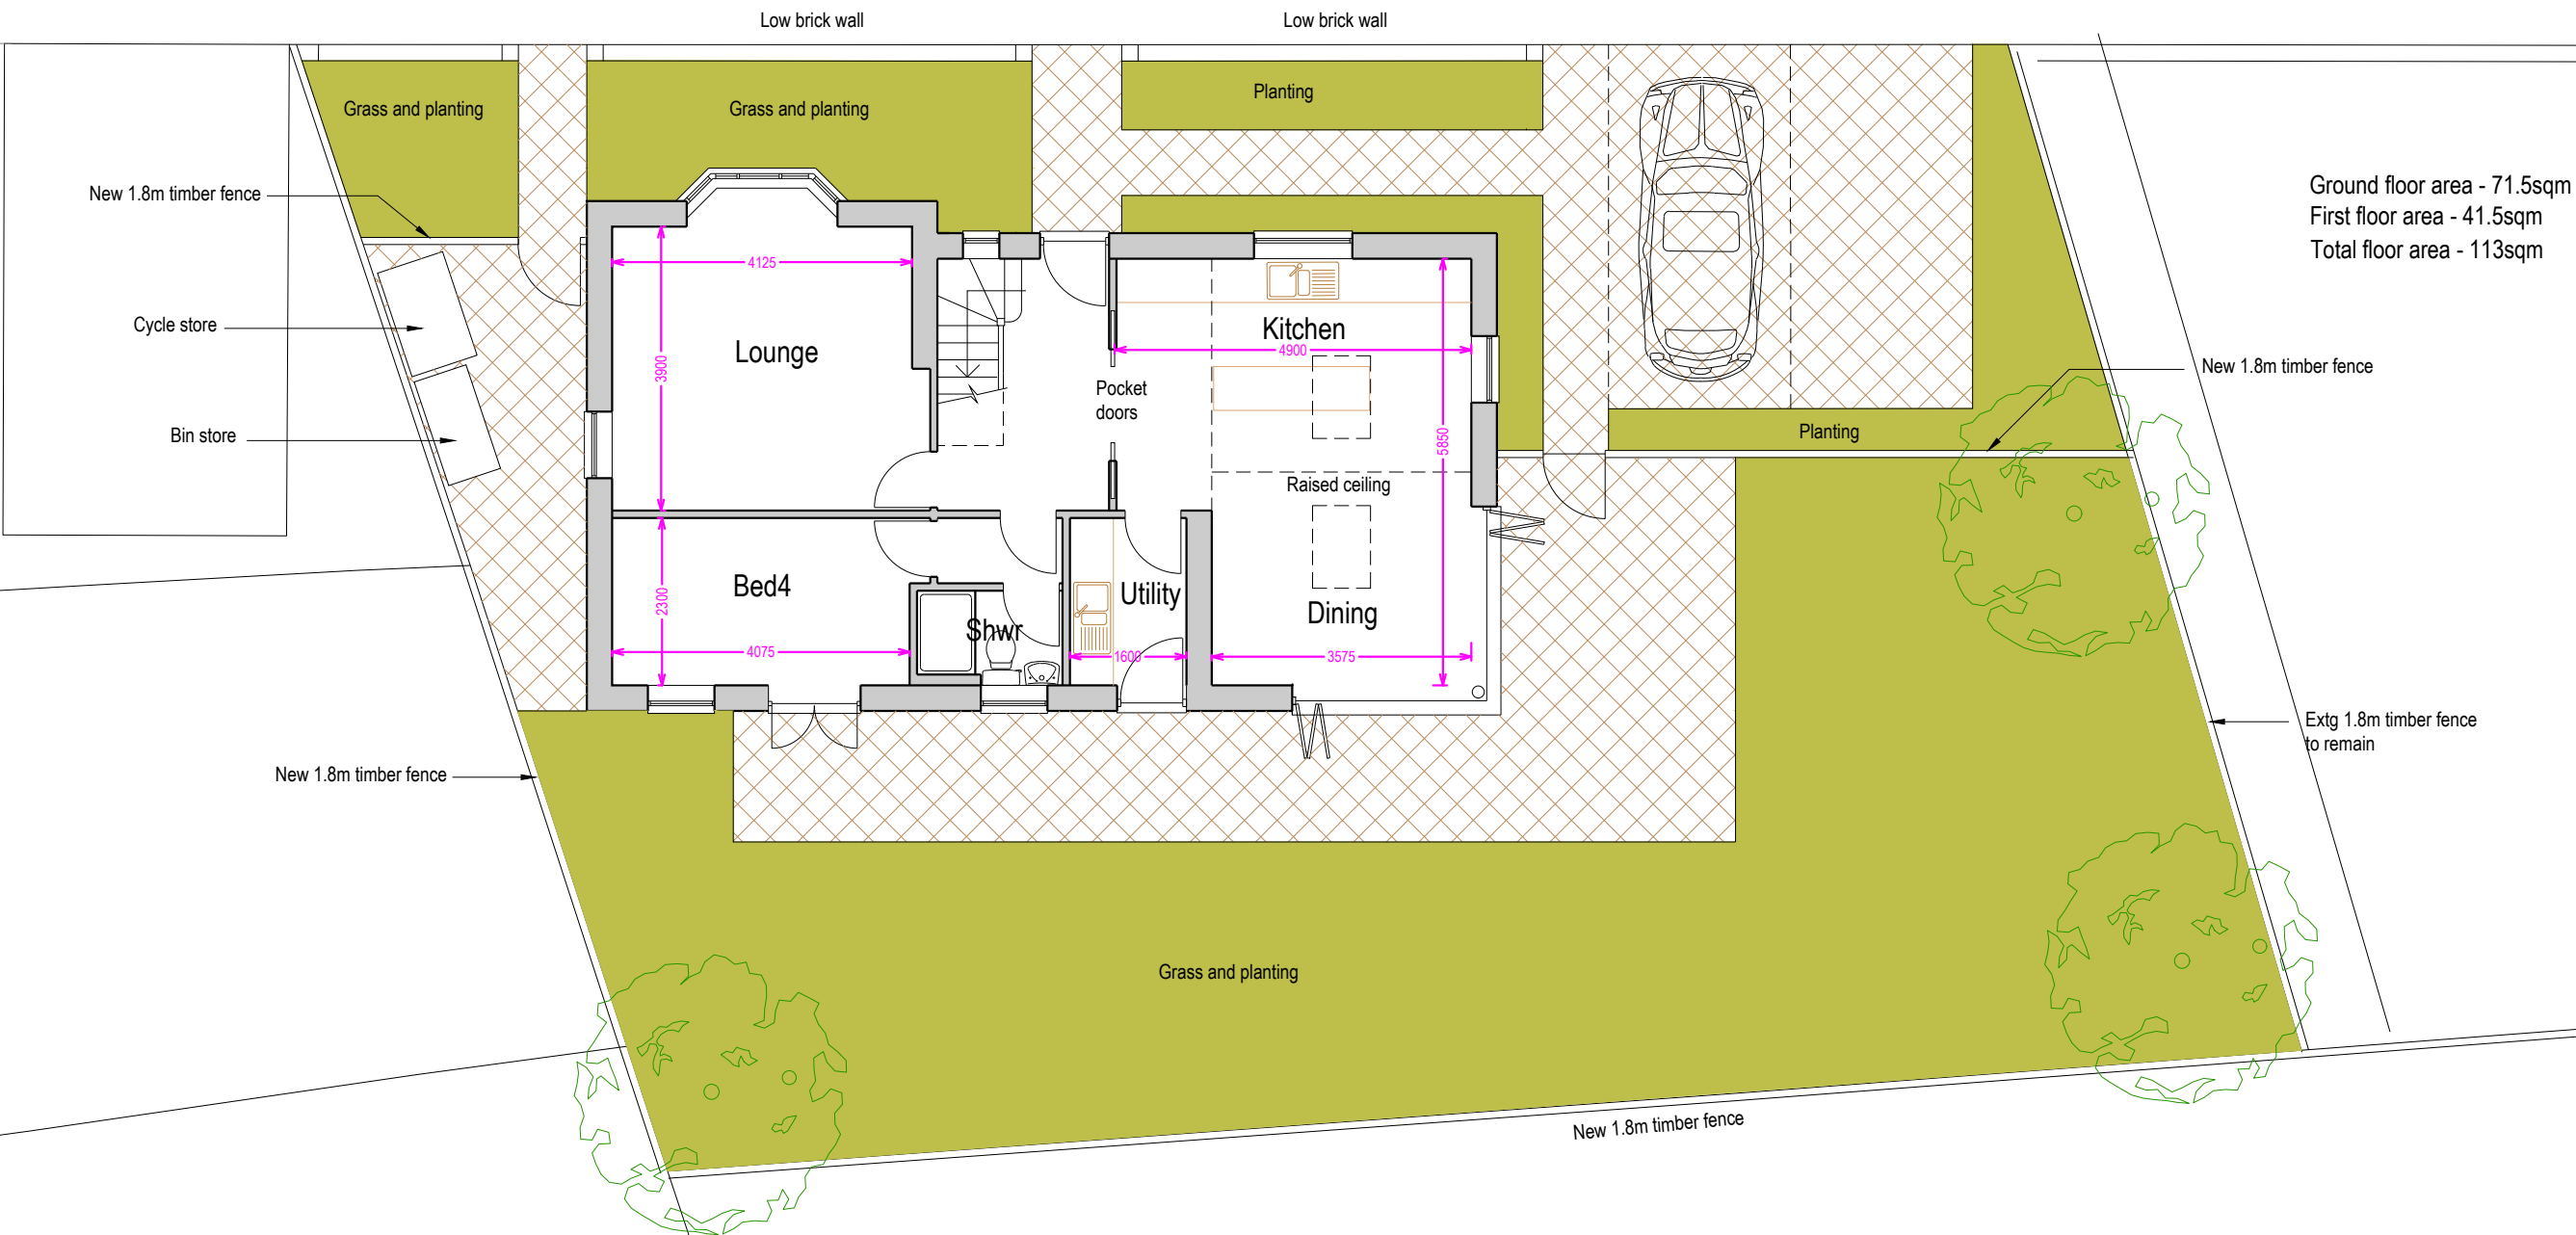 Low brick wall
Low brick wall
Grass and planting
Grass and planting
Planting
New 1.8m timber fence
Ground floor area - 71.5sqm
First floor area - 41.5sqm
Total floor area - 113sqm
4125
Cycle store
Kitchen
Lounge
4900
3900
New 1.8m timber fence
Pocket
doors
Bin store
5850
Planting
Raised ceiling
Bed4
2300
Utility
Dining
Shwr
4075
1600
3575
Extg 1.8m timber fence
to remain
New 1.8m timber fence
Grass and planting
New 1.8m timber fence